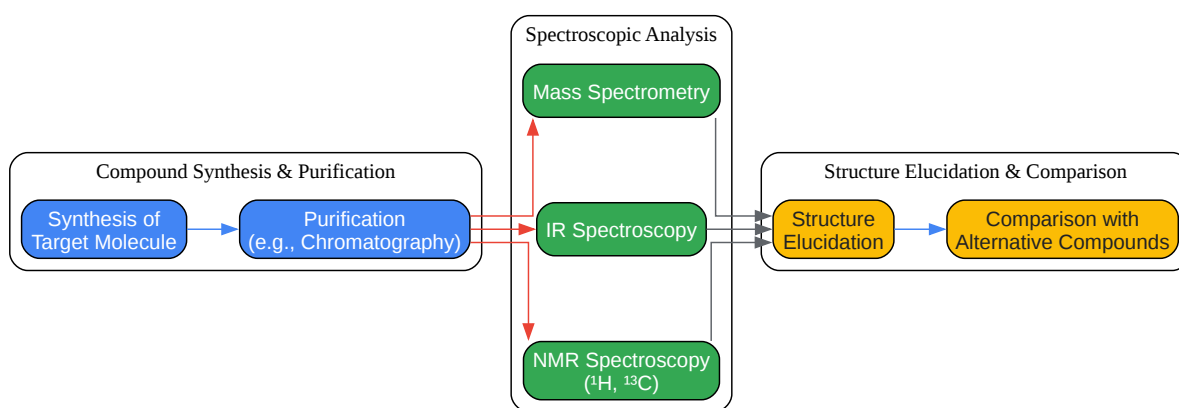 Compound Synthesis & Purification
Synthesis of
Target Molecule
Purification
(e.g., Chromatography)
Spectroscopic Analysis
Mass Spectrometry
IR Spectroscopy
NMR Spectroscopy
(¹H, ¹³C)
Structure Elucidation & Comparison
Structure
Elucidation
Comparison with
Alternative Compounds